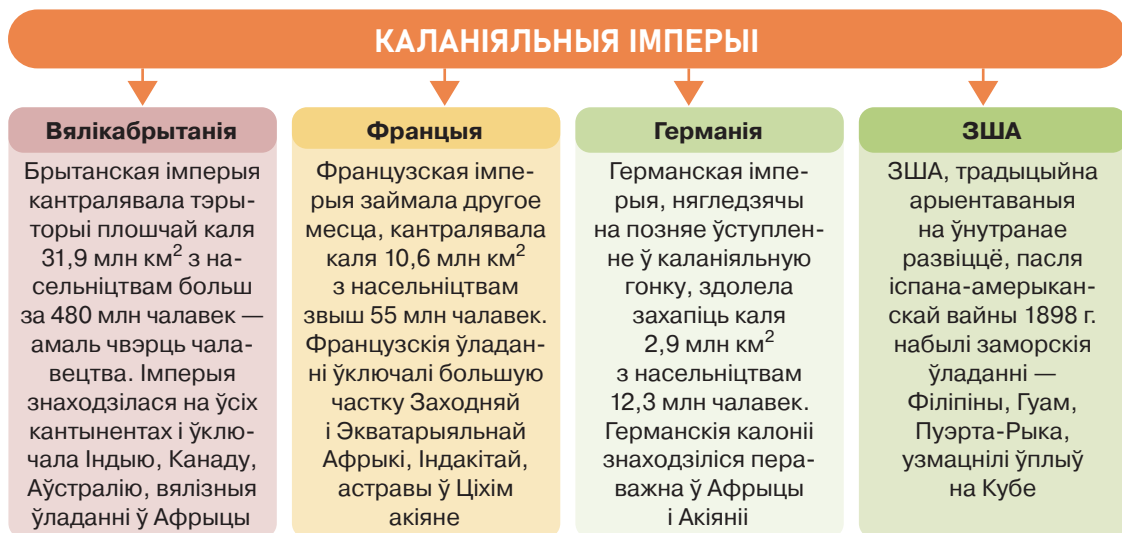 КАЛАНІЯЛЬНЫЯ ІМПЕРЫІ
Вялікабрытанія
Брытанская імперыя
кантралявала тэры-
торыі плошчай каля
31,9 млн км² з на-
сельніцтвам больш
за 480 млн чалавек —
амаль чвэрць чала-
вецтва. Імперыя
знаходзілася на ўсіх
кантынентах і ўклю-
чала Індыю, Канаду,
Аўстралію, вялізныя
ўладанні ў Афрыцы
Францыя
Французская імпе-
рыя займала другое
месца, кантралявала
каля 10,6 млн км²
з насельніцтвам
звыш 55 млн чалавек.
Французскія ўладан-
ні ўключалі большую
частку Заходняй
і Экватарыяльнай
Афрыкі, Індакітай,
астравы ў Ціхім
акіяне
Германія
Германская імпе-
рыя, нягледзячы
на позняе ўступлен-
не ў каланіяльную
гонку, здолела
захапіць каля
2,9 млн км²
з насельніцтвам
12,3 млн чалавек.
Германскія калоніі
знаходзіліся пера-
важна ў Афрыцы
і Акіяніі
ЗША
ЗША, традыцыйна
арыентаваныя
на ўнутранае
развіццё, пасля
іспана-амерыкан-
скай вайны 1898 г.
набылі заморскія
ўладанні —
Філіпіны, Гуам,
Пуэрта-Рыка,
узмацнілі ўплыў
на Кубе